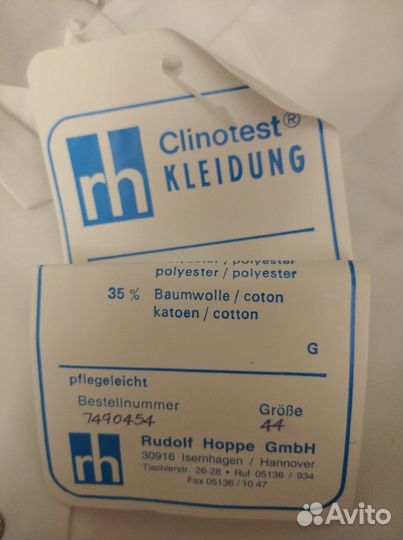 rh
Clinotest®
KLEIDUNG
polyester / polyester
35 % Baumwolle / coton
katoen / cotton
G
pflegeleicht
Bestellnummer
7490454
Größe
44
rh
Rudolf Hoppe GmbH
30916 Isernhagen / Hannover
Tischlerstr. 26-28 • Ruf 05136 / 934
Fax 05136 / 10 47
Avito